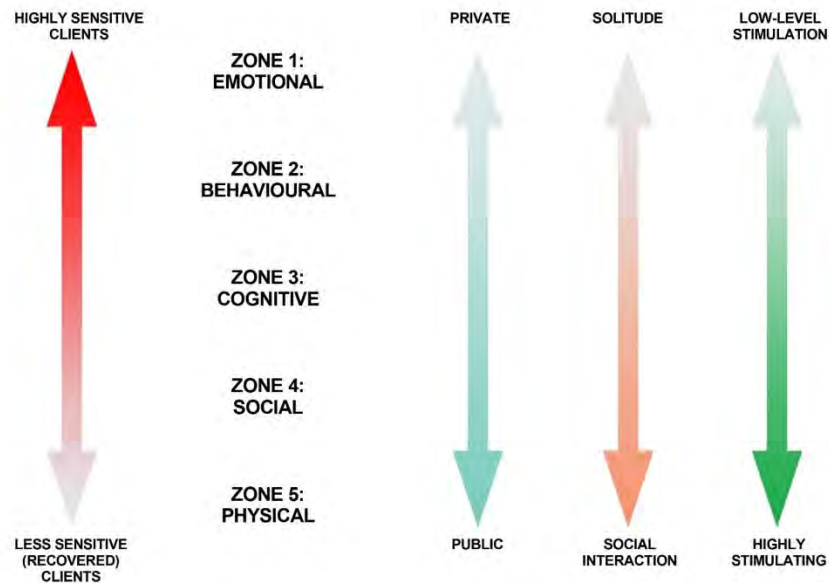 HIGHLY SENSITIVE
CLIENTS
PRIVATE
SOLITUDE
LOW-LEVEL
STIMULATION
ZONE 1:
EMOTIONAL
ZONE 2:
BEHAVIOURAL
ZONE 3:
COGNITIVE
ZONE 4:
SOCIAL
ZONE 5:
PHYSICAL
LESS SENSITIVE
(RECOVERED)
CLIENTS
PUBLIC
SOCIAL
INTERACTION
HIGHLY
STIMULATING